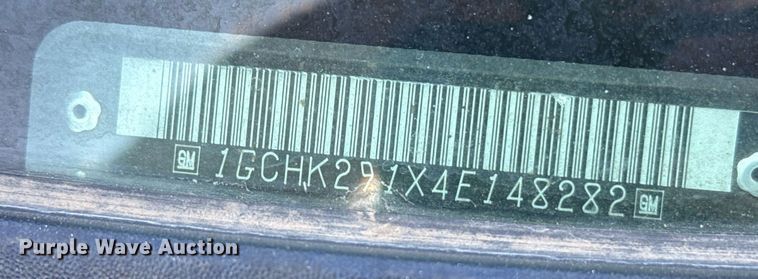 GM 1GCHK291X4E148282 GM
Purple Wave Auction